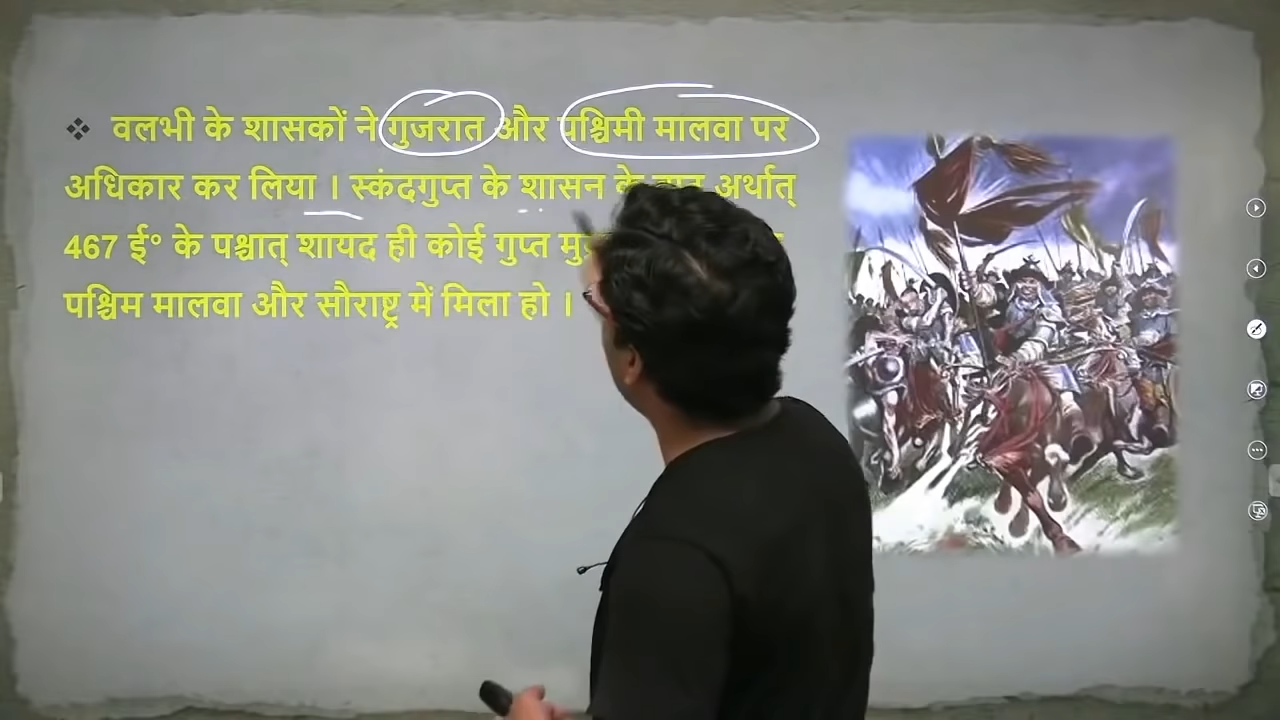 ❖ वलभी के शासकों ने गुजरात और पश्चिमी मालवा पर
अधिकार कर लिया । स्कंदगुप्त के शासन के बाद अर्थात्
467 ई° के पश्चात् शायद ही कोई गुप्त
पश्चिम मालवा और सौराष्ट्र में मिला हो ।